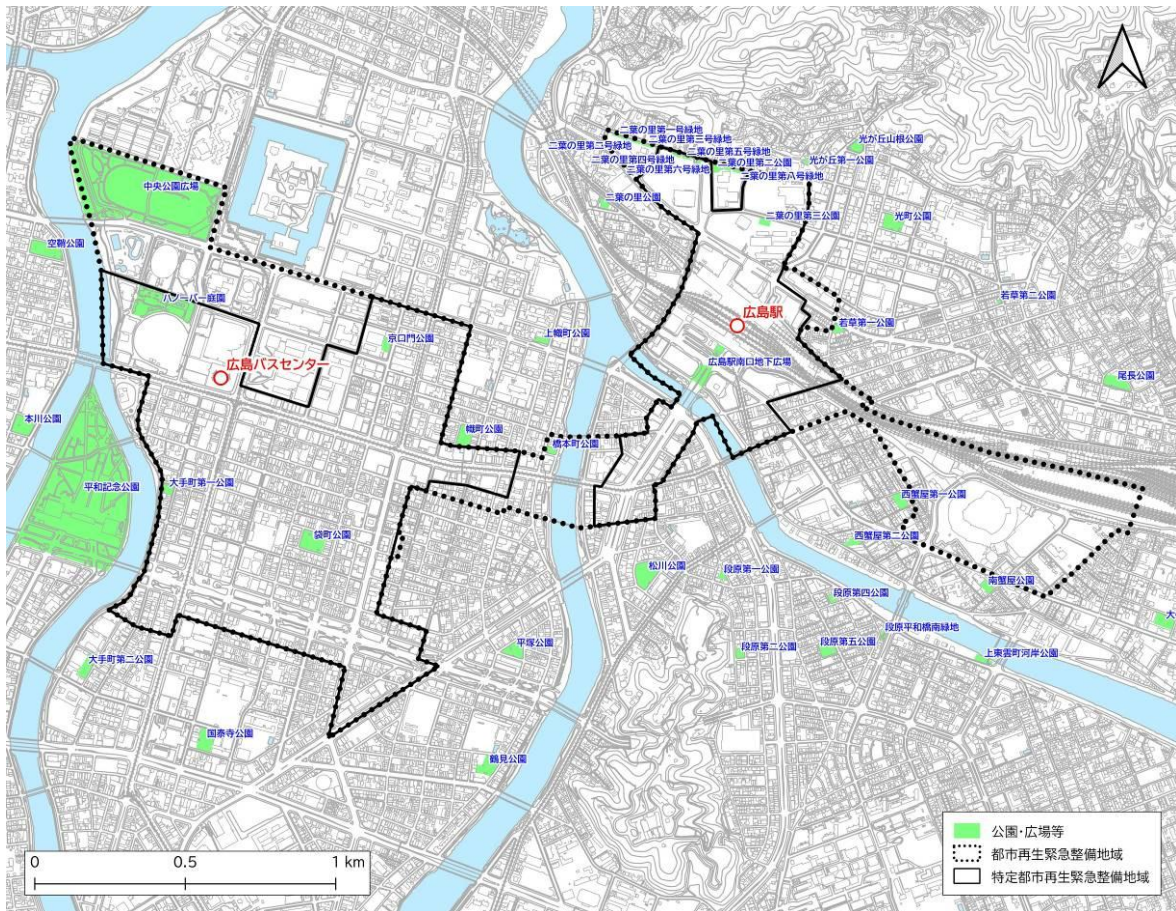 二葉の里第一号緑地
二葉の里第三号緑地
二葉の里第二号緑地
二葉の里第五号緑地
二葉の里第四号緑地
二葉の里第二公園
二葉の里第六号緑地
二葉の里第八号緑地
光が丘山根公園
光が丘第一公園
中央公園広場
二葉の里公園
二葉の里第三公園
光町公園
空鞘公園
ハノーバー庭園
若草第二公園
広島駅
若草第一公園
京口門公園
上幟町公園
広島バスセンター
広島駅南口地下広場
尾長公園
本川公園
幟町公園
橋本町公園
平和記念公園
大手町第一公園
西蟹屋第一公園
袋町公園
西蟹屋第二公園
松川公園
段原第一公園
南蟹屋公園
段原第四公園
大
段原平和橋南緑地
平塚公園
段原第二公園
段原第五公園
上東雲町河岸公園
大手町第二公園
国泰寺公園
鶴見公園
公園・広場等
都市再生緊急整備地域
特定都市再生緊急整備地域
0 0.5 1 km